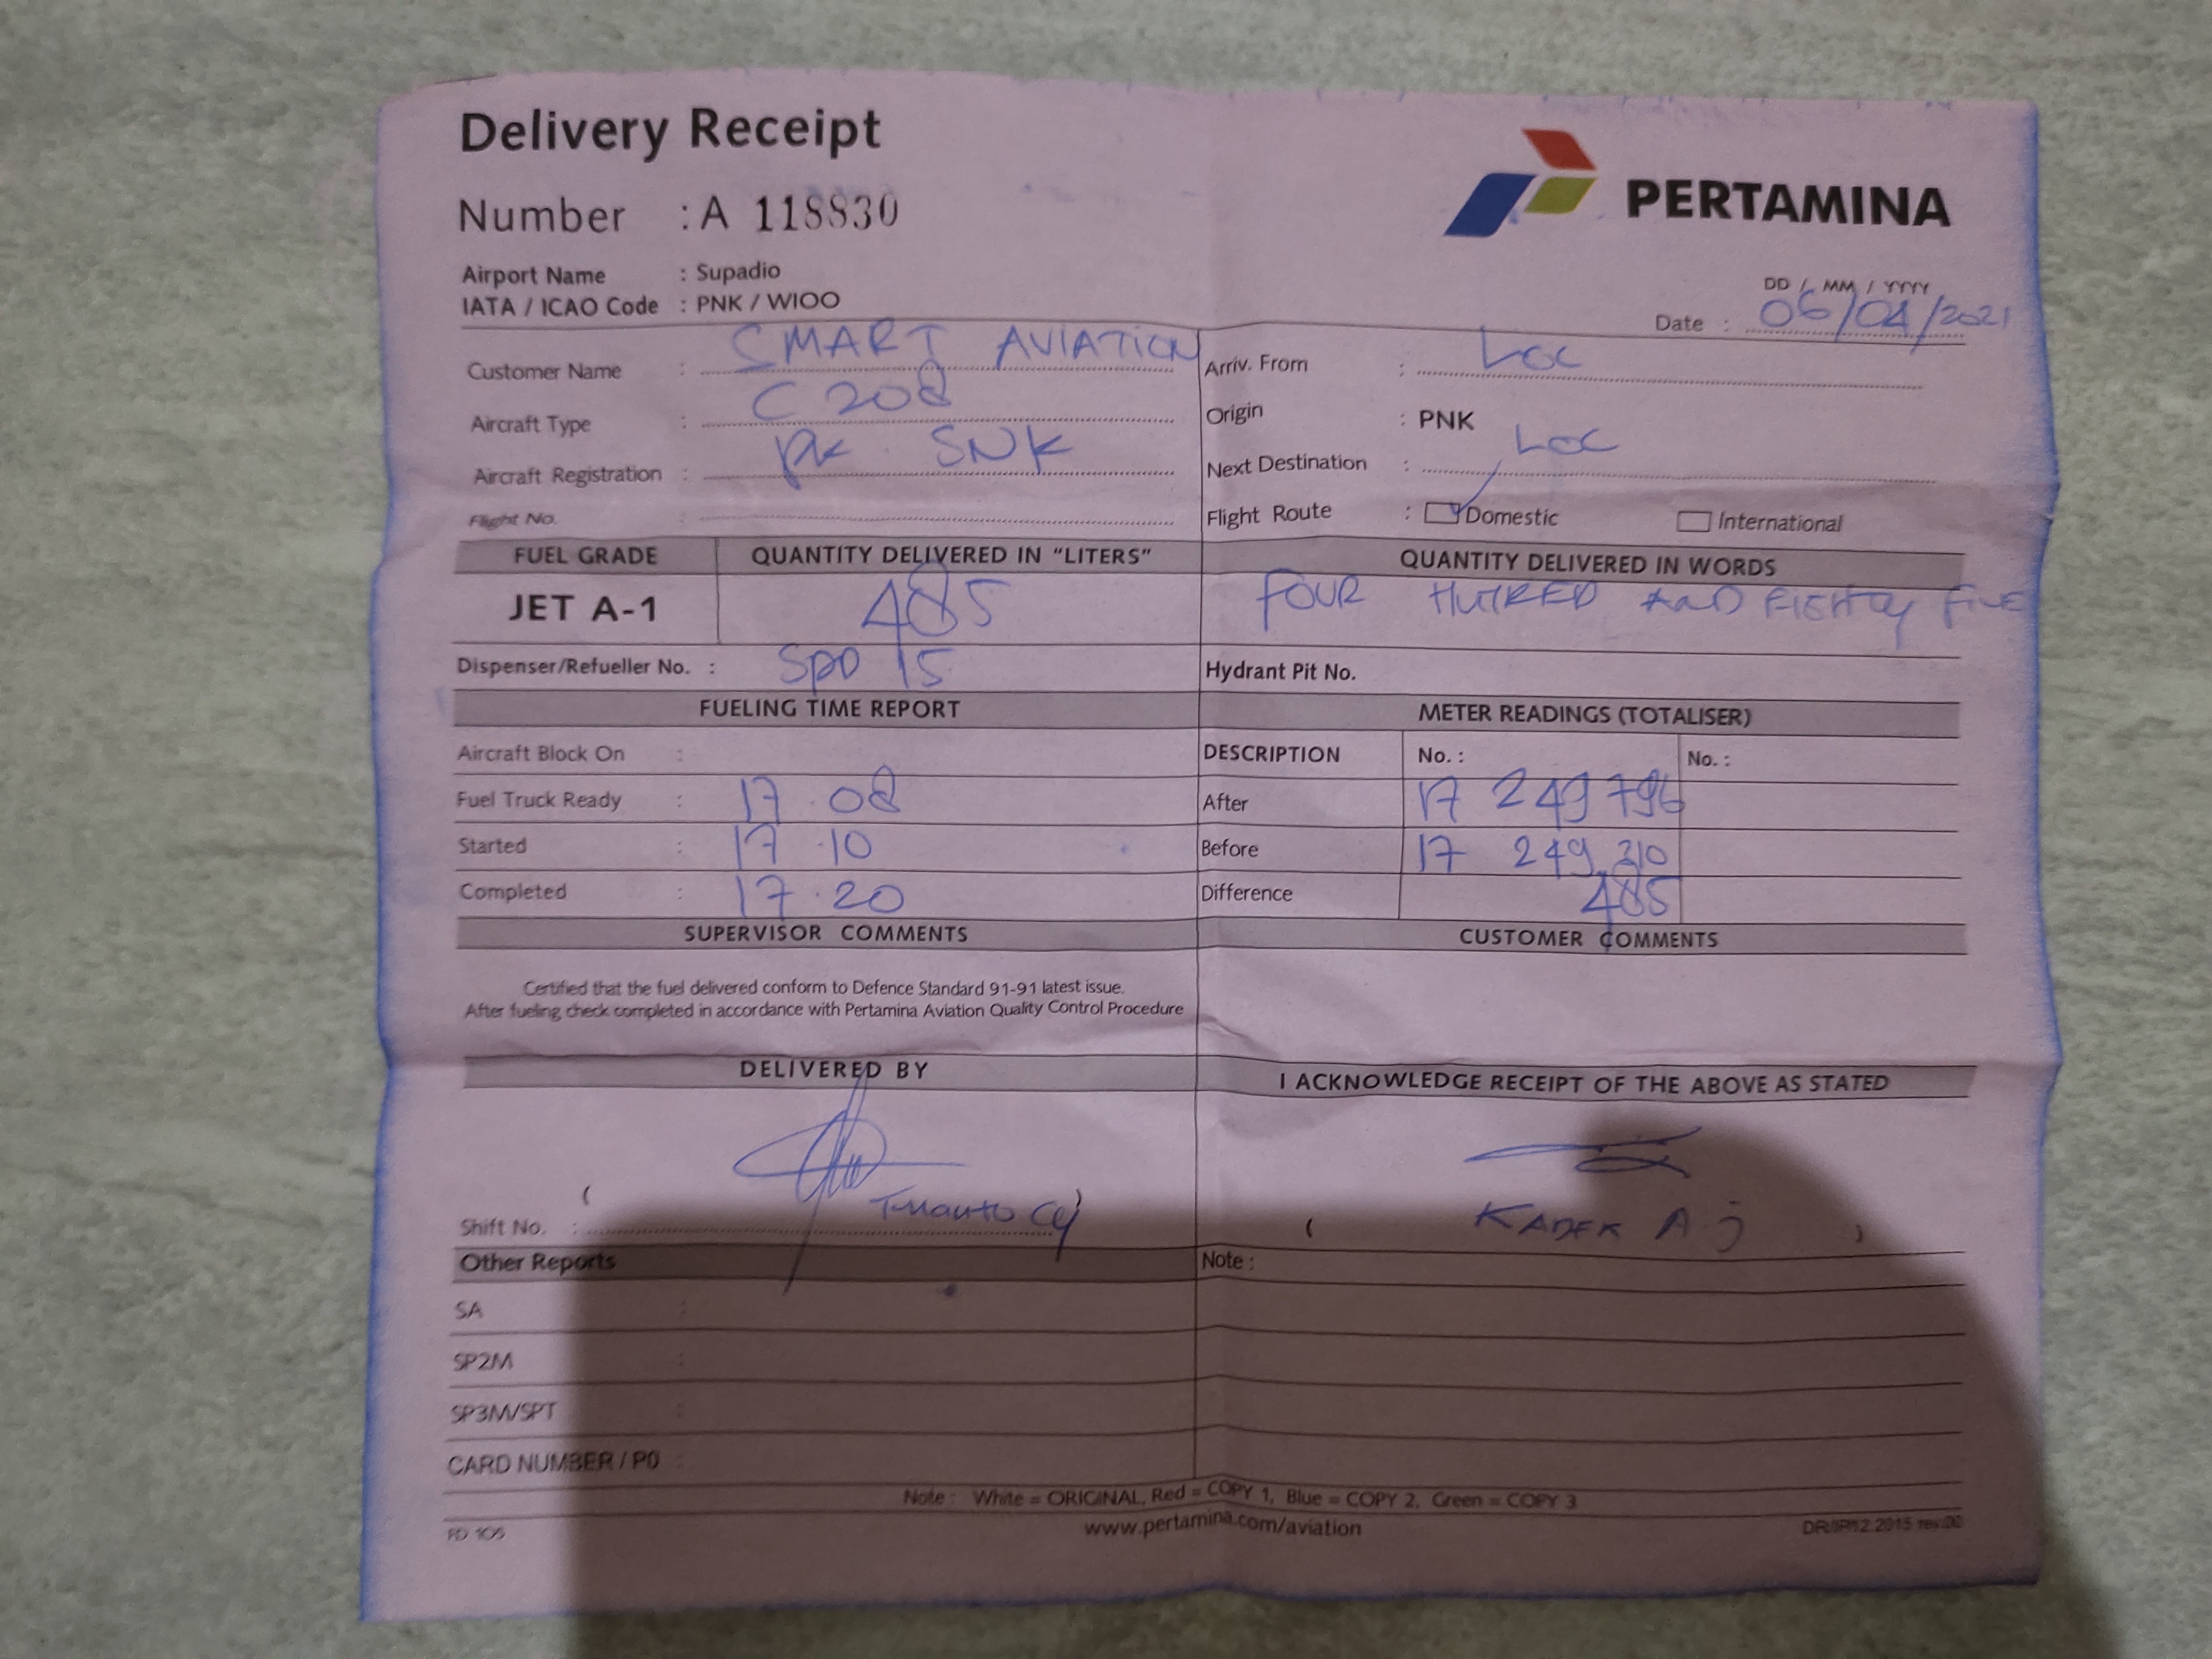 Delivery Receipt
PERTAMINA
Number : A 118830
Airport Name : Supadio
IATA / ICAO Code : PNK / WIOO
DD / MM / YYYY
Date : 06/04/2021
Customer Name : SMART AVIATION
Arriv. From : LOC
Aircraft Type : C 208
Origin : PNK
Aircraft Registration : PK . SNK
Next Destination : LOC
Flight No. :
Flight Route : Domestic International
FUEL GRADE QUANTITY DELIVERED IN "LITERS" QUANTITY DELIVERED IN WORDS
JET A-1 485 FOUR HUIRED AND EIGHTY FIVE
Dispenser/Refueller No. : SPD 15 Hydrant Pit No.
FUELING TIME REPORT METER READINGS (TOTALISER)
Aircraft Block On : DESCRIPTION No. : No. :
Fuel Truck Ready : 17.08 After 17 249 796
Started : 17.10 Before 17 249 310
Completed : 17.20 Difference 485
SUPERVISOR COMMENTS CUSTOMER COMMENTS
Certified that the fuel delivered conform to Defence Standard 91-91 latest issue.
After fueling check completed in accordance with Pertamina Aviation Quality Control Procedure
DELIVERED BY I ACKNOWLEDGE RECEIPT OF THE ABOVE AS STATED
( )
Shift No. : ( KADEK A J )
Other Reports Note :
SA :
SP2M :
SP3M/SPT :
CARD NUMBER / PO :
Note : White = ORIGINAL, Red = COPY 1, Blue = COPY 2, Green = COPY 3
www.pertamina.com/aviation
FD 105